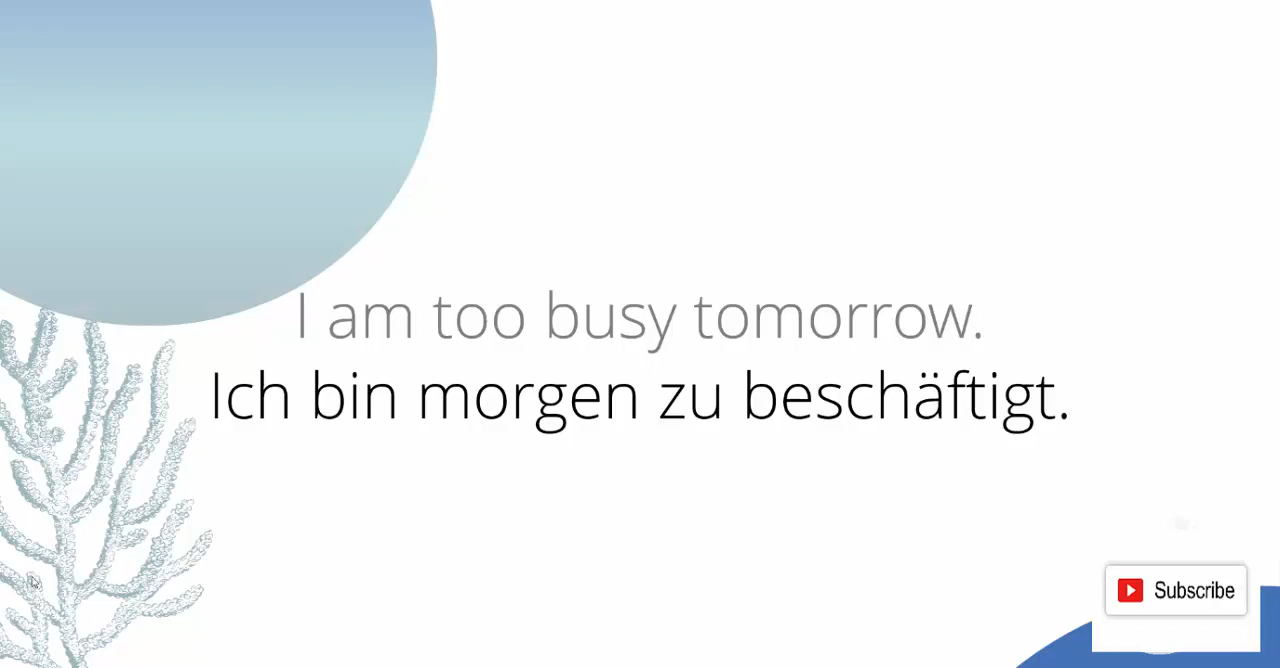 I am too busy tomorrow.
Ich bin morgen zu beschäftigt.
Subscribe